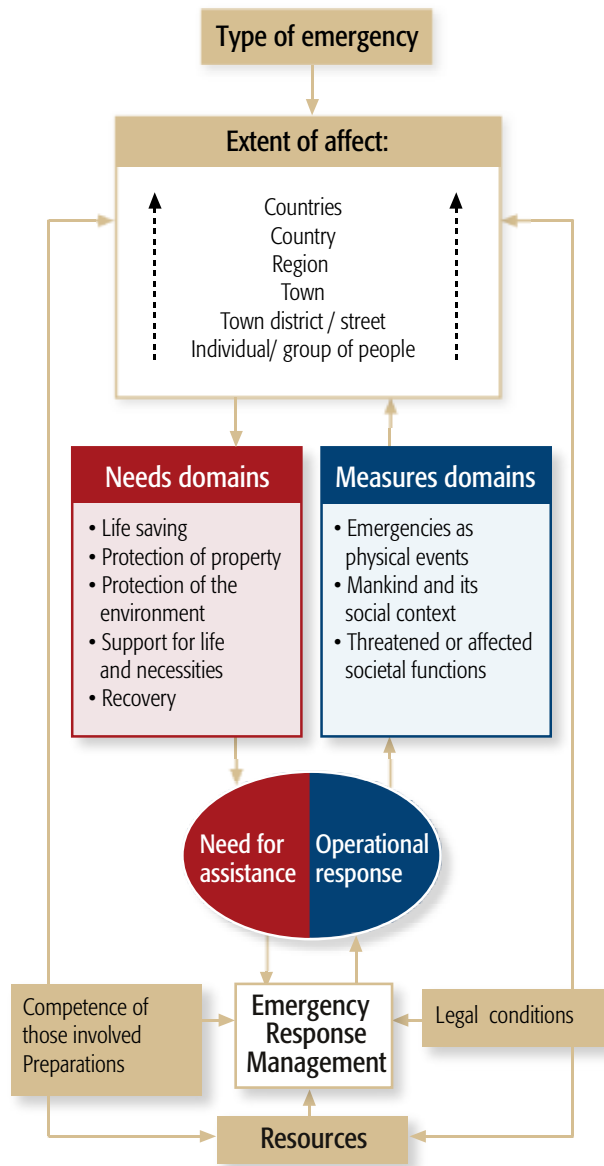 Type of emergency
Extent of affect:
Countries
Country
Region
Town
Town district / street
Individual/ group of people
Needs domains
• Life saving
• Protection of property
• Protection of the
environment
• Support for life
and necessities
• Recovery
Measures domains
• Emergencies as
physical events
• Mankind and its
social context
• Threatened or affected
societal functions
Need for
assistance
Operational
response
Competence of
those involved
Preparations
Emergency
Response
Management
Legal conditions
Resources